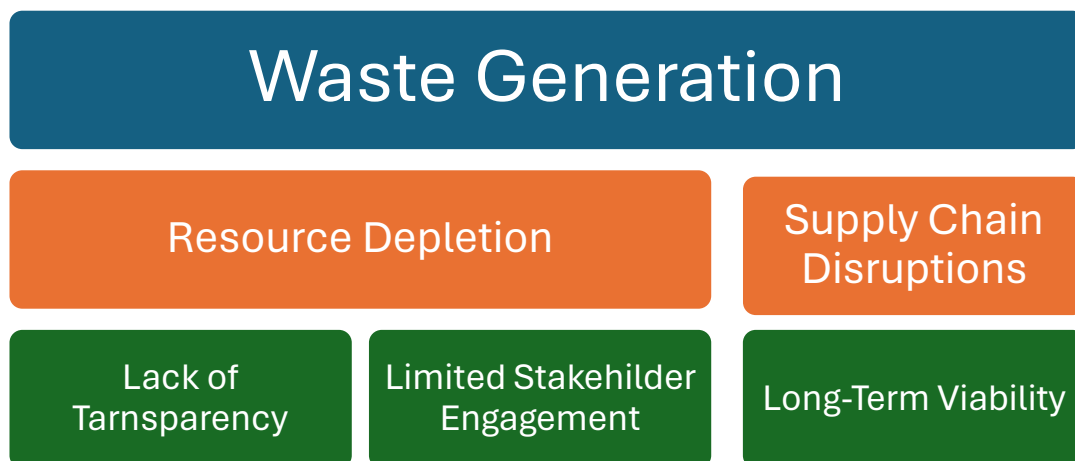 Waste Generation
Resource Depletion
Supply Chain
Disruptions
Lack of
Tarnsparency
Limited Stakehilder
Engagement
Long-Term Viability